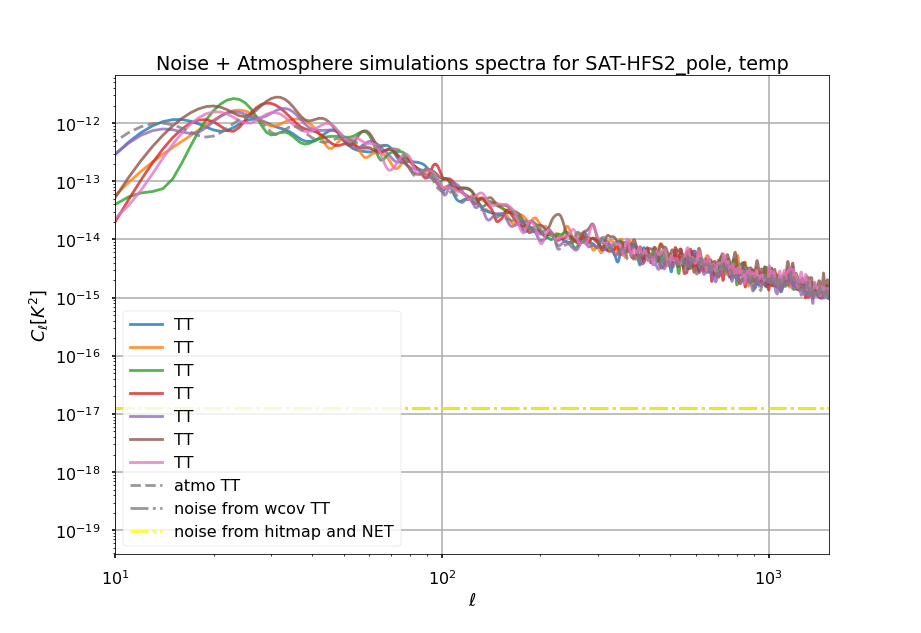 Noise + Atmosphere simulations spectra for SAT-HFS2_pole, temp
10⁻¹²
10⁻¹³
10⁻¹⁴
10⁻¹⁵
10⁻¹⁶
10⁻¹⁷
10⁻¹⁸
10⁻¹⁹
C_ℓ[K²]
TT
TT
TT
TT
TT
TT
TT
atmo TT
noise from wcov TT
noise from hitmap and NET
10¹ 10² 10³
ℓ